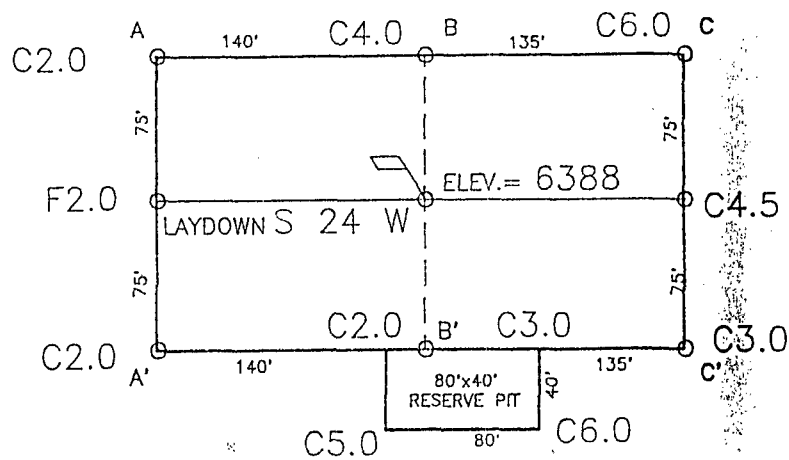 A
140'
C4.0
B
135'
C6.0
C
C2.0
75'
75'
F2.0
ELEV.= 6388
C4.5
LAYDOWN S 24 W
75'
75'
C2.0
C2.0
B'
C3.0
C3.0
A'
140'
135'
C'
80'x40'
RESERVE PIT
40'
C5.0
80'
C6.0